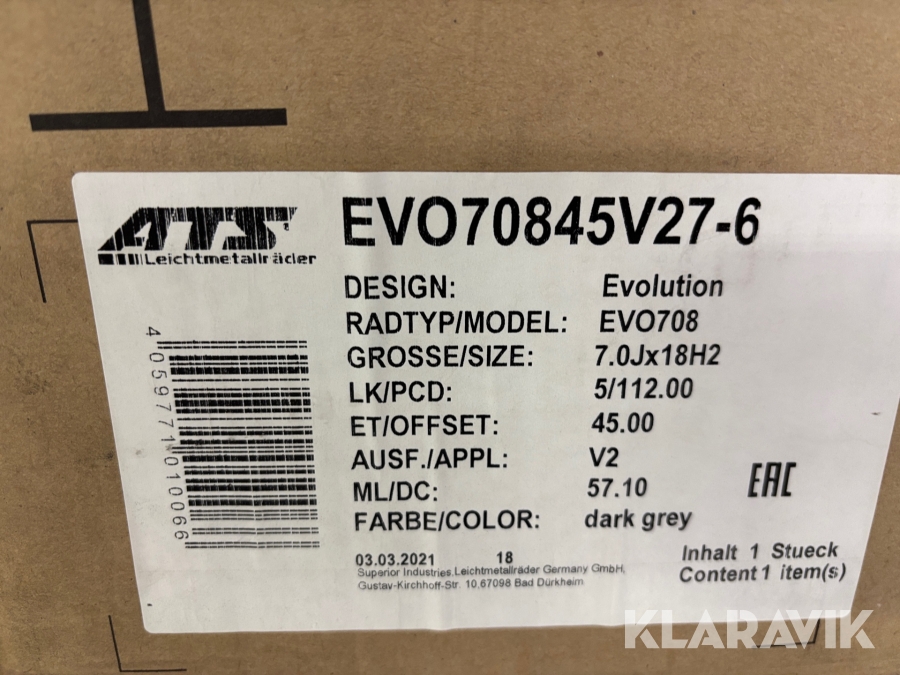 ATS
Leichtmetallräder
EVO70845V27-6
DESIGN: Evolution
RADTYP/MODEL: EVO708
GROSSE/SIZE: 7.0Jx18H2
LK/PCD: 5/112.00
ET/OFFSET: 45.00
AUSF./APPL: V2
ML/DC: 57.10
FARBE/COLOR: dark grey
4059771010066
EAC
03.03.2021 18
Superior Industries Leichtmetallräder Germany GmbH,
Gustav-Kirchhoff-Str. 10,67098 Bad Dürkheim
Inhalt 1 Stueck
Content 1 item(s)
KLARAVIK